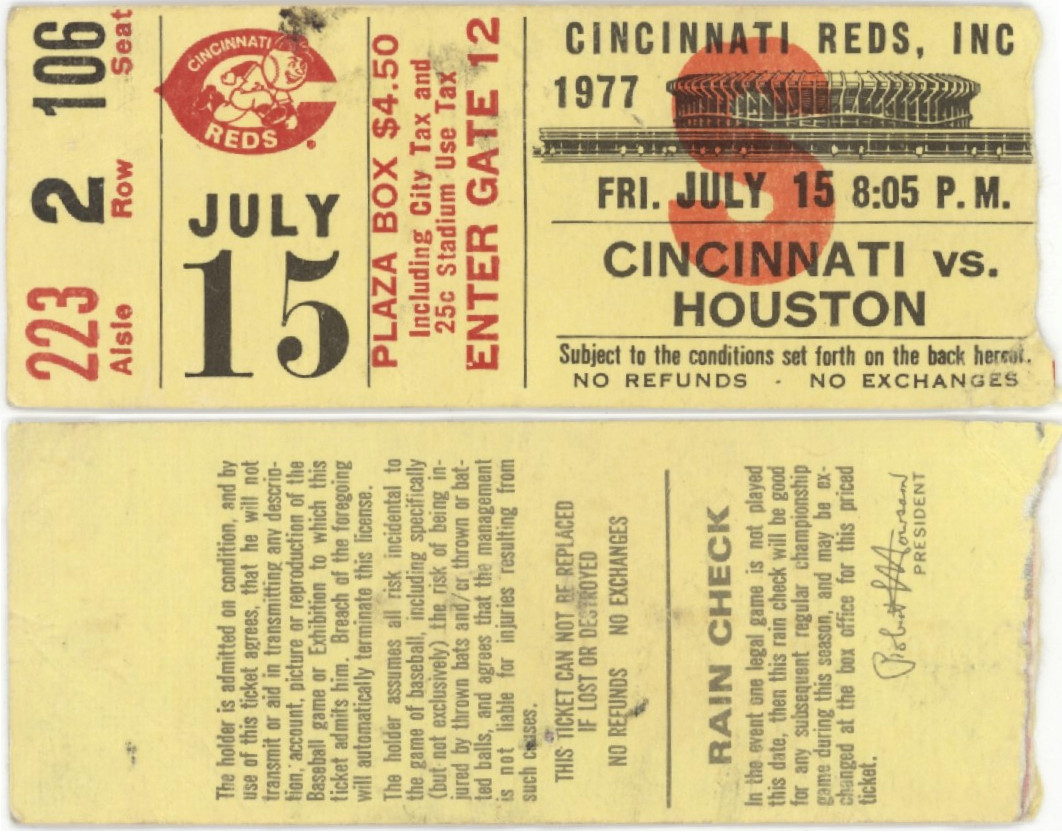 106 Seat
2 Row
223 Aisle
CINCINNATI
REDS
®
JULY
15
PLAZA BOX $4.50
Including City Tax and
25c Stadium Use Tax
ENTER GATE 12
CINCINNATI REDS, INC
1977
S
FRI. JULY 15 8:05 P.M.
CINCINNATI vs.
HOUSTON
Subject to the conditions set forth on the back hereof.
NO REFUNDS - NO EXCHANGES
The holder is admitted on condition, and by
use of this ticket agrees, that he will not
transmit or aid in transmitting any descrip-
tion, account, picture or reproduction of the
Baseball game or Exhibition to which this
ticket admits him. Breach of the foregoing
will automatically terminate this license.
The holder assumes all risk incidental to
the game of baseball, including specifically
(but not exclusively) the risk of being in-
jured by thrown bats and/or thrown or bat-
ted balls, and agrees that the management
is not liable for injuries resulting from
such causes.
THIS TICKET CAN NOT BE REPLACED
IF LOST OR DESTROYED
NO REFUNDS NO EXCHANGES
RAIN CHECK
In the event one legal game is not played
this date, then this rain check will be good
for any subsequent regular championship
game during this season, and may be ex-
changed at the box office for this priced
ticket.
Robert L Howsam
PRESIDENT